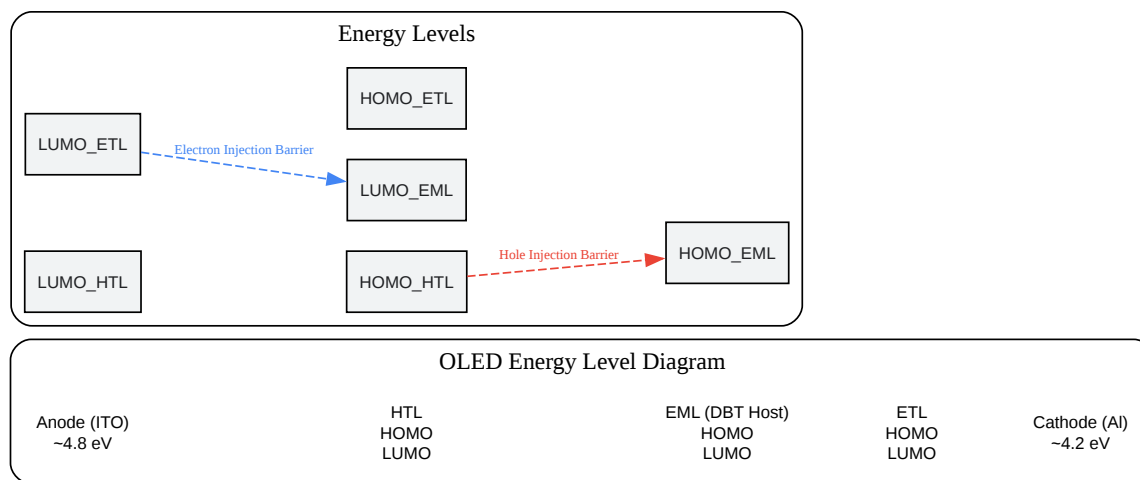 Energy Levels
HOMO_ETL
LUMO_ETL
Electron Injection Barrier
LUMO_EML
Hole Injection Barrier
HOMO_EML
LUMO_HTL
HOMO_HTL
OLED Energy Level Diagram
Anode (ITO)
~4.8 eV
HTL
HOMO
LUMO
EML (DBT Host)
HOMO
LUMO
ETL
HOMO
LUMO
Cathode (Al)
~4.2 eV